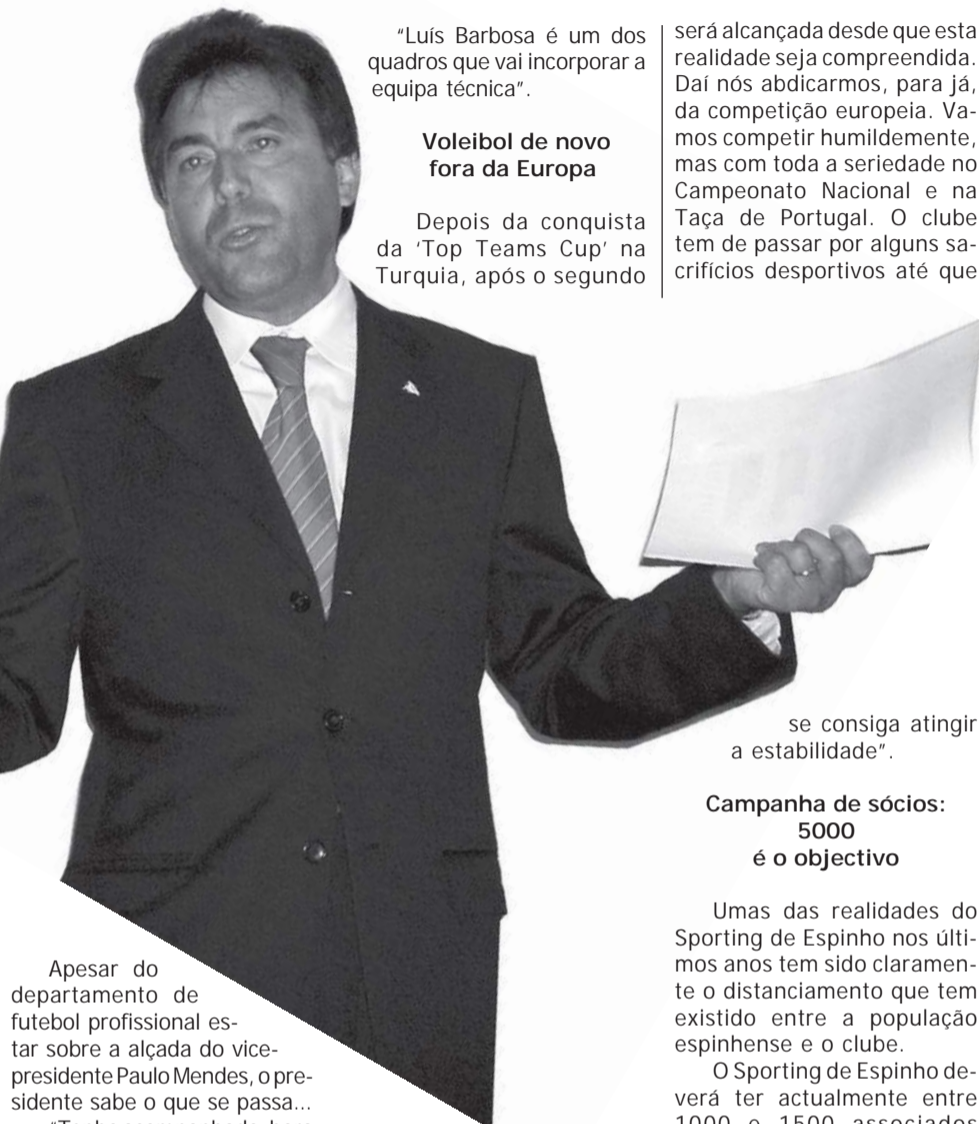 Apesar do
departamento de
futebol profissional es-
tar sobre a alçada do vice-
presidente Paulo Mendes, o pre-
sidente sabe o que se passa...
"Luís Barbosa é um dos
quadros que vai incorporar a
equipa técnica".
Voleibol de novo
fora da Europa
Depois da conquista
da 'Top Teams Cup' na
Turquia, após o segundo
será alcançada desde que esta
realidade seja compreendida.
Daí nós abdicarmos, para já,
da competição europeia. Va-
mos competir humildemente,
mas com toda a seriedade no
Campeonato Nacional e na
Taça de Portugal. O clube
tem de passar por alguns sa-
crifícios desportivos até que
se consiga atingir
a estabilidade".
Campanha de sócios:
5000
é o objectivo
Umas das realidades do
Sporting de Espinho nos últi-
mos anos tem sido claramen-
te o distanciamento que tem
existido entre a população
espinhense e o clube.
O Sporting de Espinho de-
verá ter actualmente entre
1000 e 1500 associados